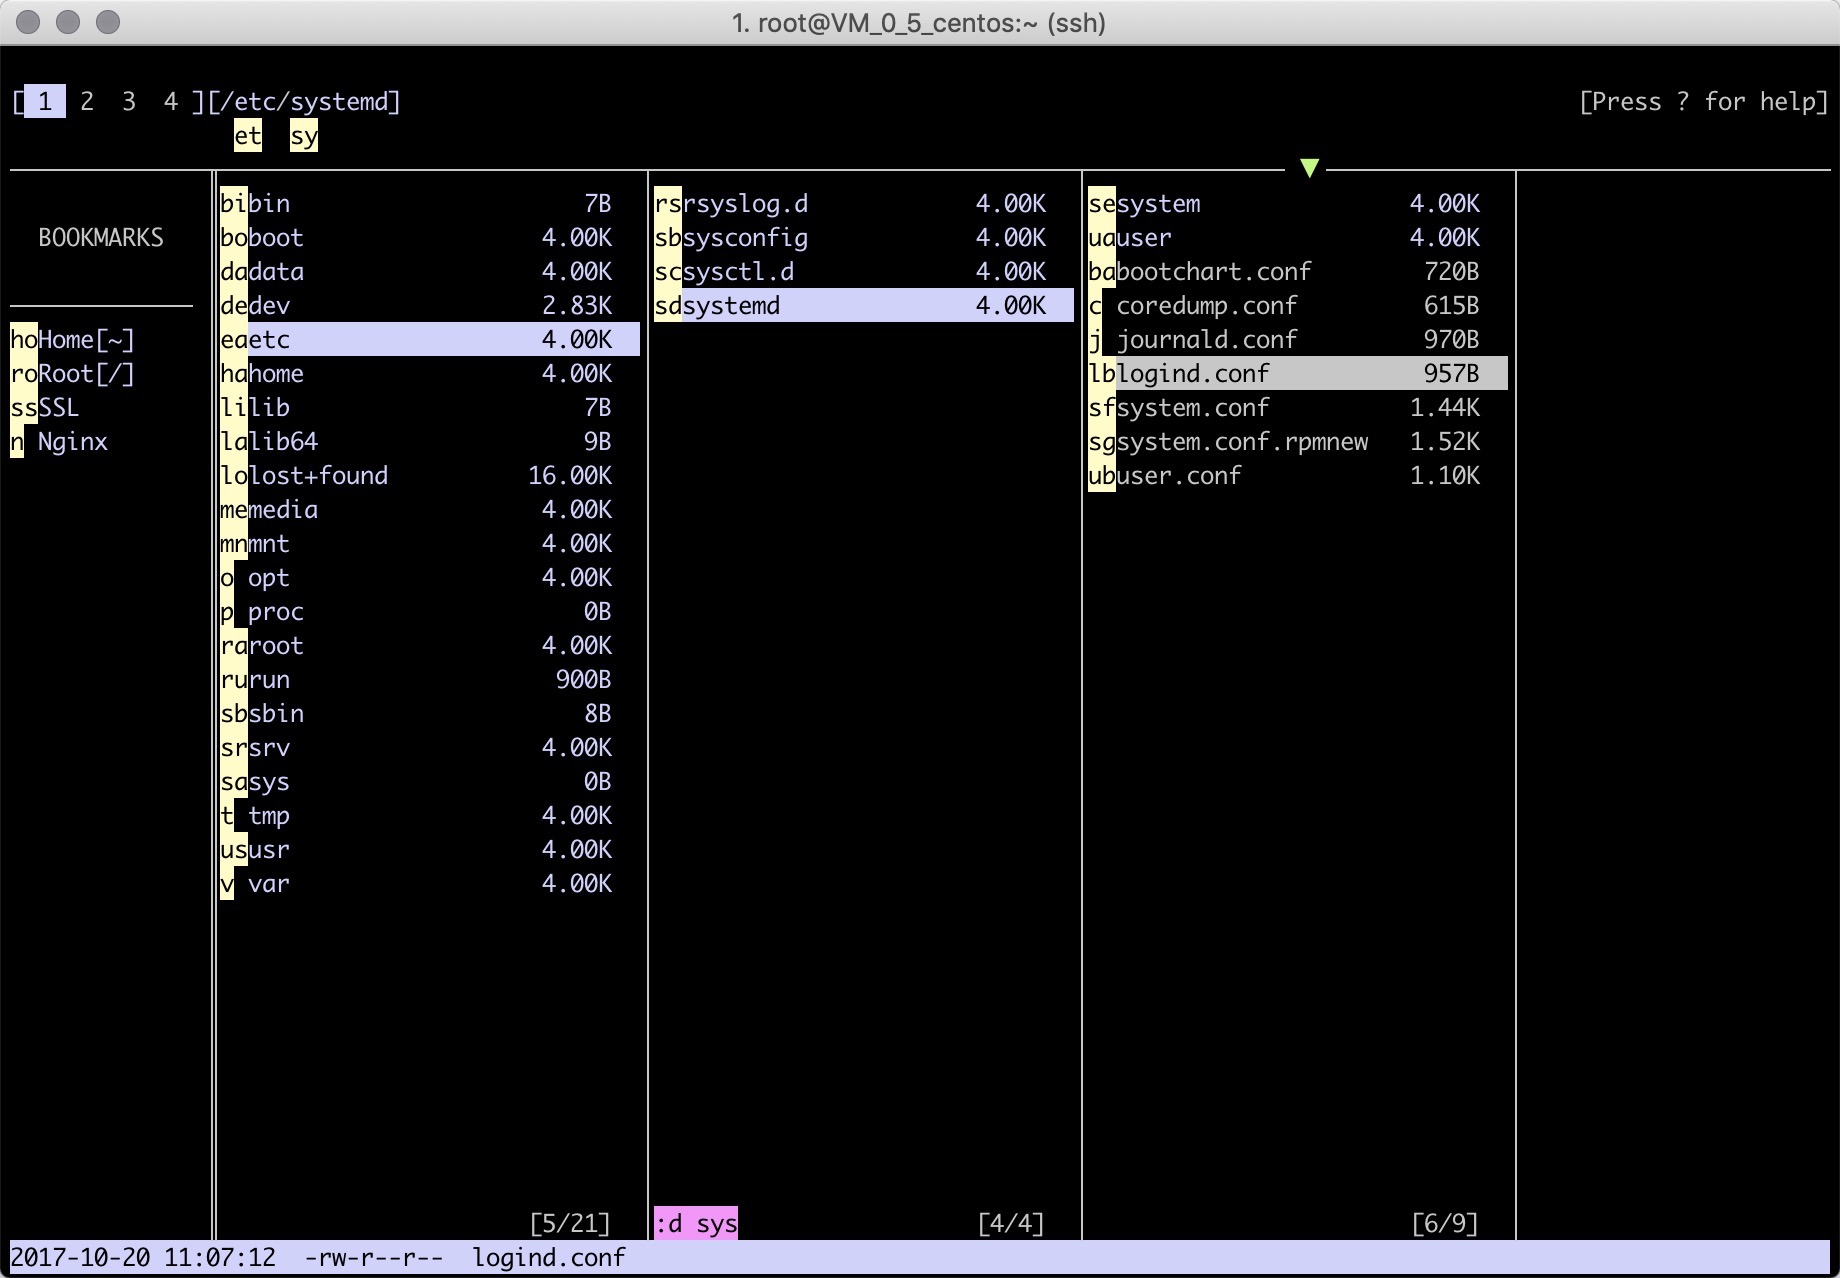 1. root@VM_0_5_centos:~ (ssh)
[ 1 2 3 4 ][/etc/systemd] [Press ? for help]
et sy
BOOKMARKS
hoHome[~]
roRoot[/]
ssSSL
n Nginx
bibin 7B
boboot 4.00K
dadata 4.00K
dedev 2.83K
eaetc 4.00K
hahome 4.00K
lilib 7B
lalib64 9B
lolost+found 16.00K
memedia 4.00K
mnmnt 4.00K
o opt 4.00K
p proc 0B
raroot 4.00K
rurun 900B
sbsbin 8B
srsrv 4.00K
sasys 0B
t tmp 4.00K
ususr 4.00K
v var 4.00K
[5/21]
rsrsyslog.d 4.00K
sbsysconfig 4.00K
scsysctl.d 4.00K
sdsystemd 4.00K
:d sys [4/4]
sesystem 4.00K
uauser 4.00K
babootchart.conf 720B
c coredump.conf 615B
j journald.conf 970B
lblogind.conf 957B
sfsystem.conf 1.44K
sgsystem.conf.rpmnew 1.52K
ubuser.conf 1.10K
[6/9]
2017-10-20 11:07:12 -rw-r--r-- logind.conf